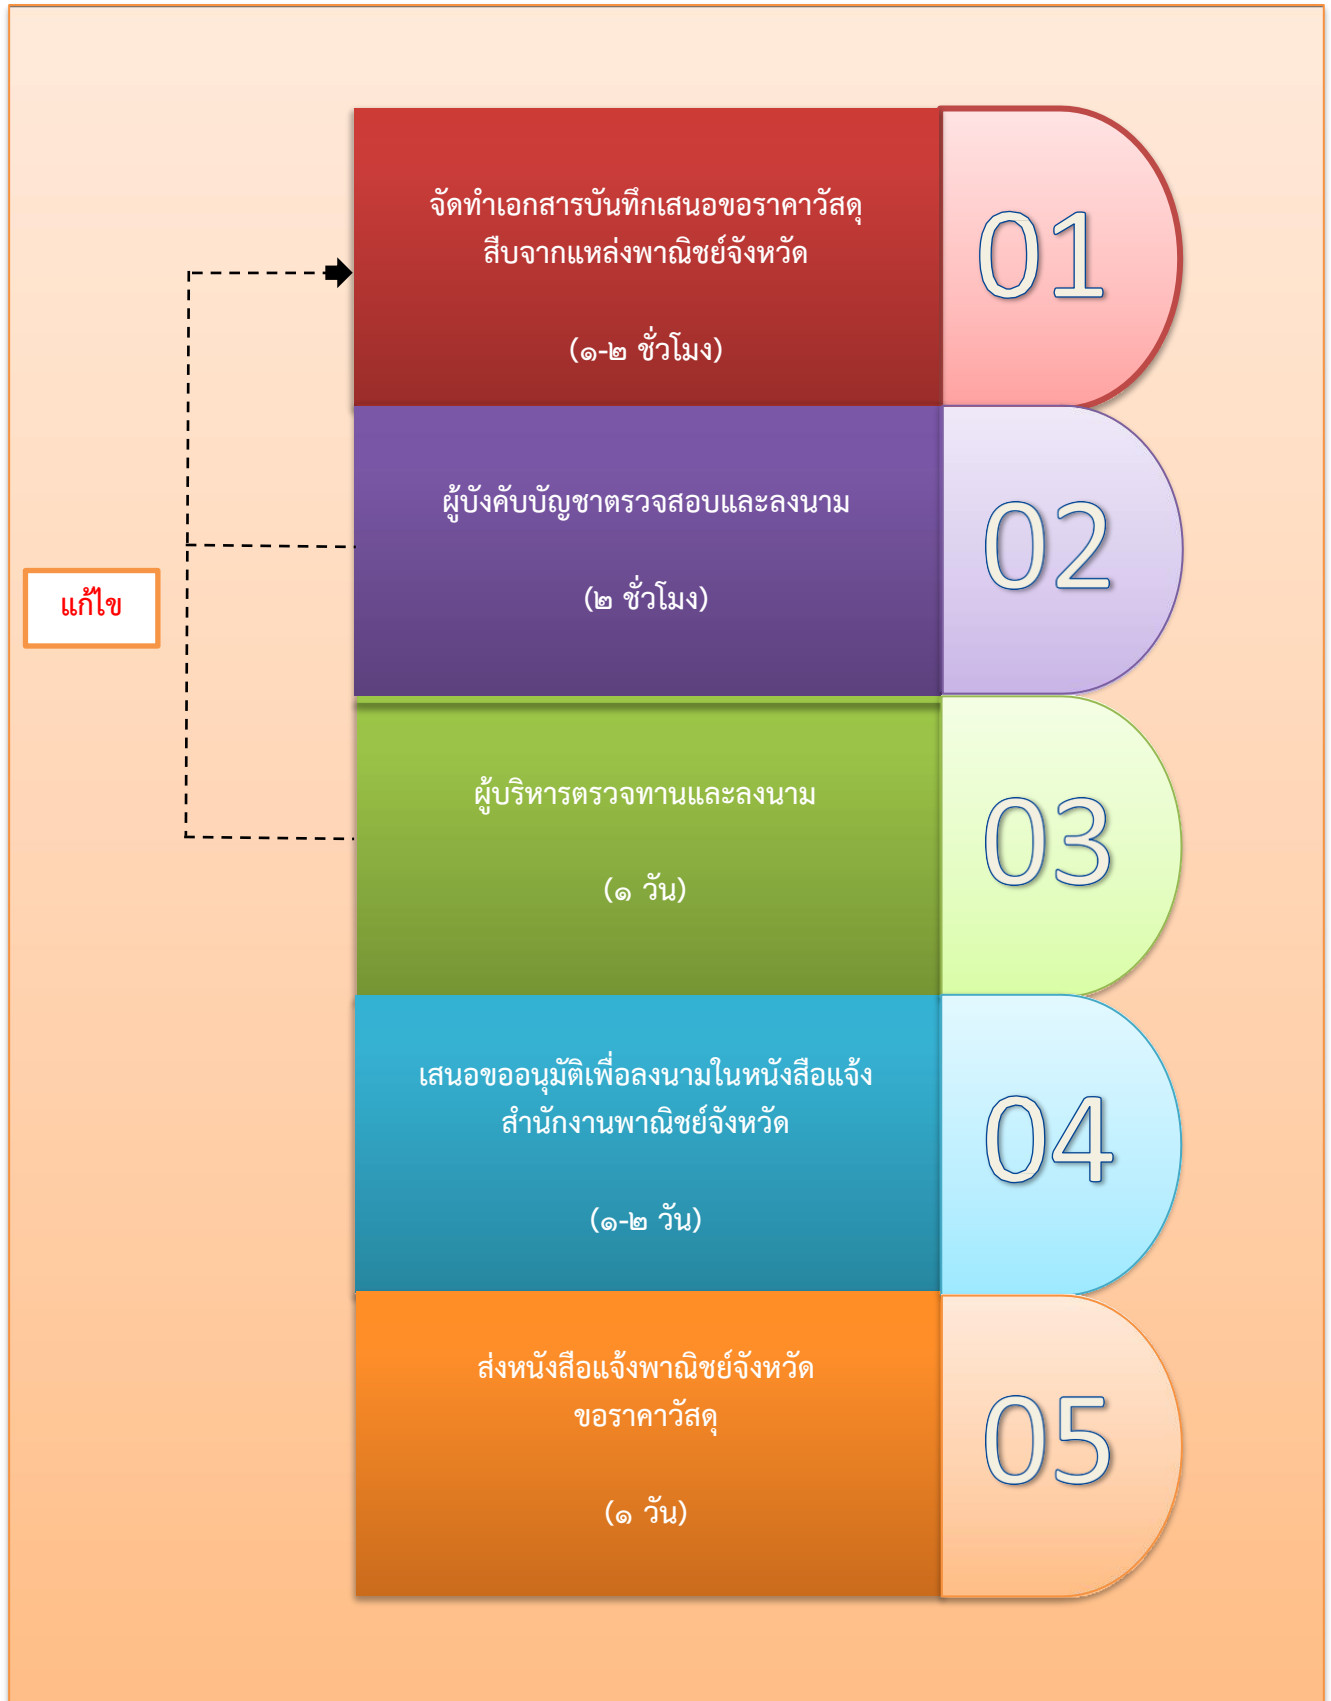 จัดทำเอกสารบันทึกเสนอขอราคาวัสดุ
สืบจากแหล่งพาณิชย์จังหวัด
(๑-๒ ชั่วโมง)
01
ผู้บังคับบัญชาตรวจสอบและลงนาม
(๒ ชั่วโมง)
02
แก้ไข
ผู้บริหารตรวจทานและลงนาม
(๑ วัน)
03
เสนอขออนุมัติเพื่อลงนามในหนังสือแจ้ง
สำนักงานพาณิชย์จังหวัด
(๑-๒ วัน)
04
ส่งหนังสือแจ้งพาณิชย์จังหวัด
ขอราคาวัสดุ
(๑ วัน)
05